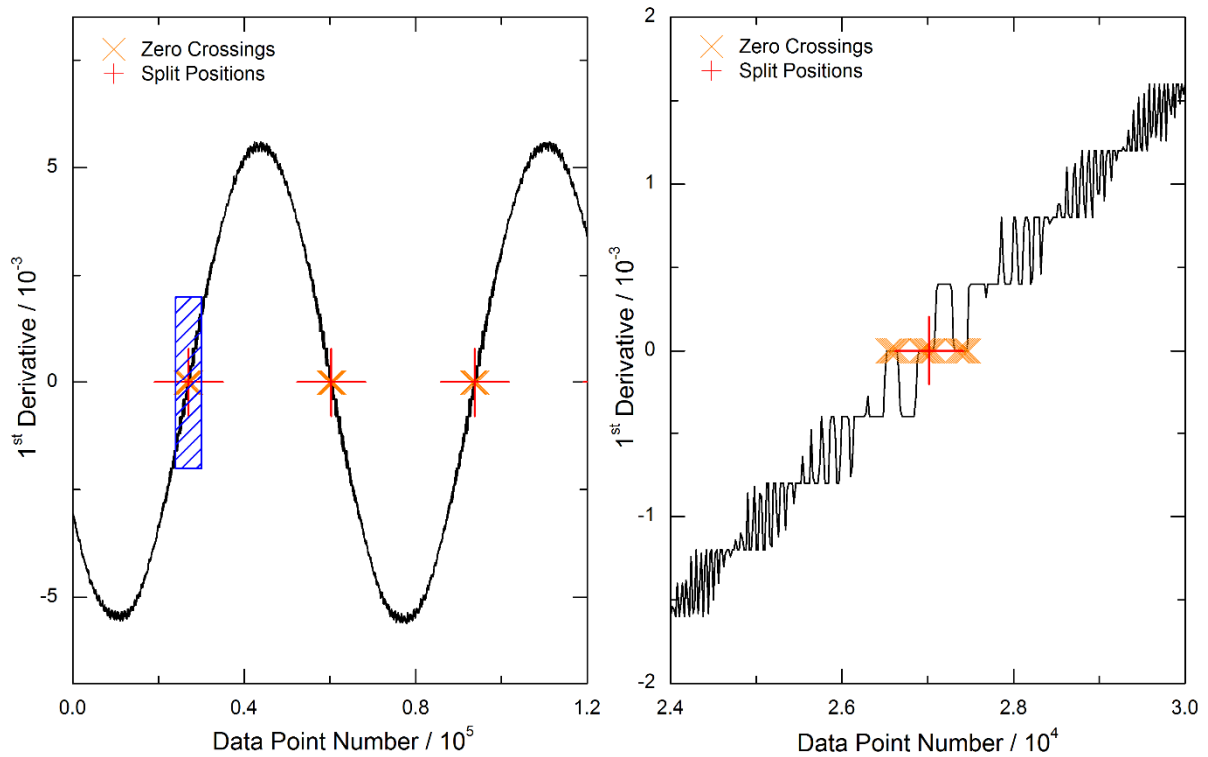 Zero Crossings
Split Positions
5
0
-5
1st Derivative / 10-3
0.0
0.4
0.8
1.2
Data Point Number / 105
2
1
0
-1
-2
1st Derivative / 10-3
Zero Crossings
Split Positions
2.4
2.6
2.8
3.0
Data Point Number / 104